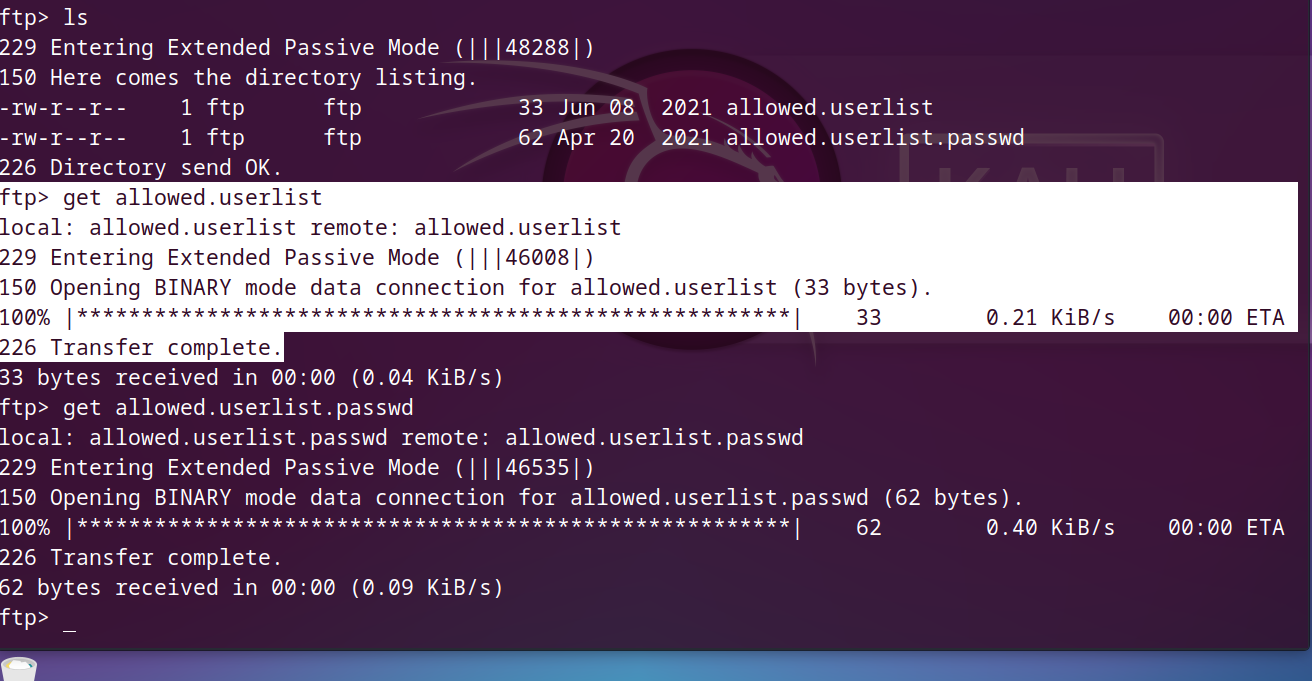 ftp> ls
229 Entering Extended Passive Mode (|||48288|)
150 Here comes the directory listing.
-rw-r--r--    1 ftp      ftp            33 Jun 08  2021 allowed.userlist
-rw-r--r--    1 ftp      ftp            62 Apr 20  2021 allowed.userlist.passwd
226 Directory send OK.
ftp> get allowed.userlist
local: allowed.userlist remote: allowed.userlist
229 Entering Extended Passive Mode (|||46008|)
150 Opening BINARY mode data connection for allowed.userlist (33 bytes).
100% |*******************************************************|    33        0.21 KiB/s    00:00 ETA
226 Transfer complete.
33 bytes received in 00:00 (0.04 KiB/s)
ftp> get allowed.userlist.passwd
local: allowed.userlist.passwd remote: allowed.userlist.passwd
229 Entering Extended Passive Mode (|||46535|)
150 Opening BINARY mode data connection for allowed.userlist.passwd (62 bytes).
100% |*******************************************************|    62        0.40 KiB/s    00:00 ETA
226 Transfer complete.
62 bytes received in 00:00 (0.09 KiB/s)
ftp> _